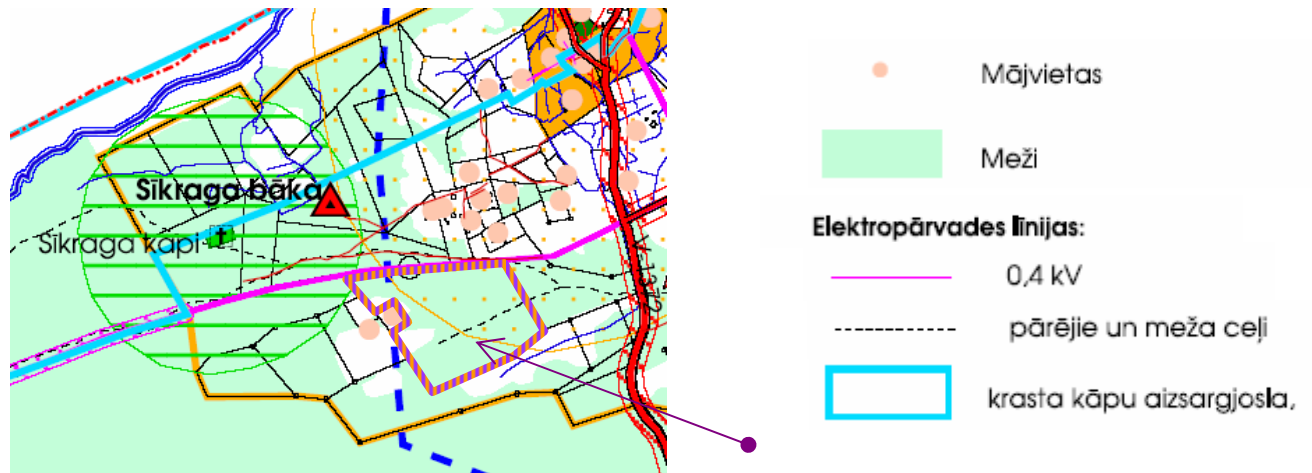 Sīkraga bāka
Sīkraga kapi
Mājvietas
Meži
Elektropārvades līnijas:
0,4 kV
pārējie un meža ceļi
krasta kāpu aizsargjosla,